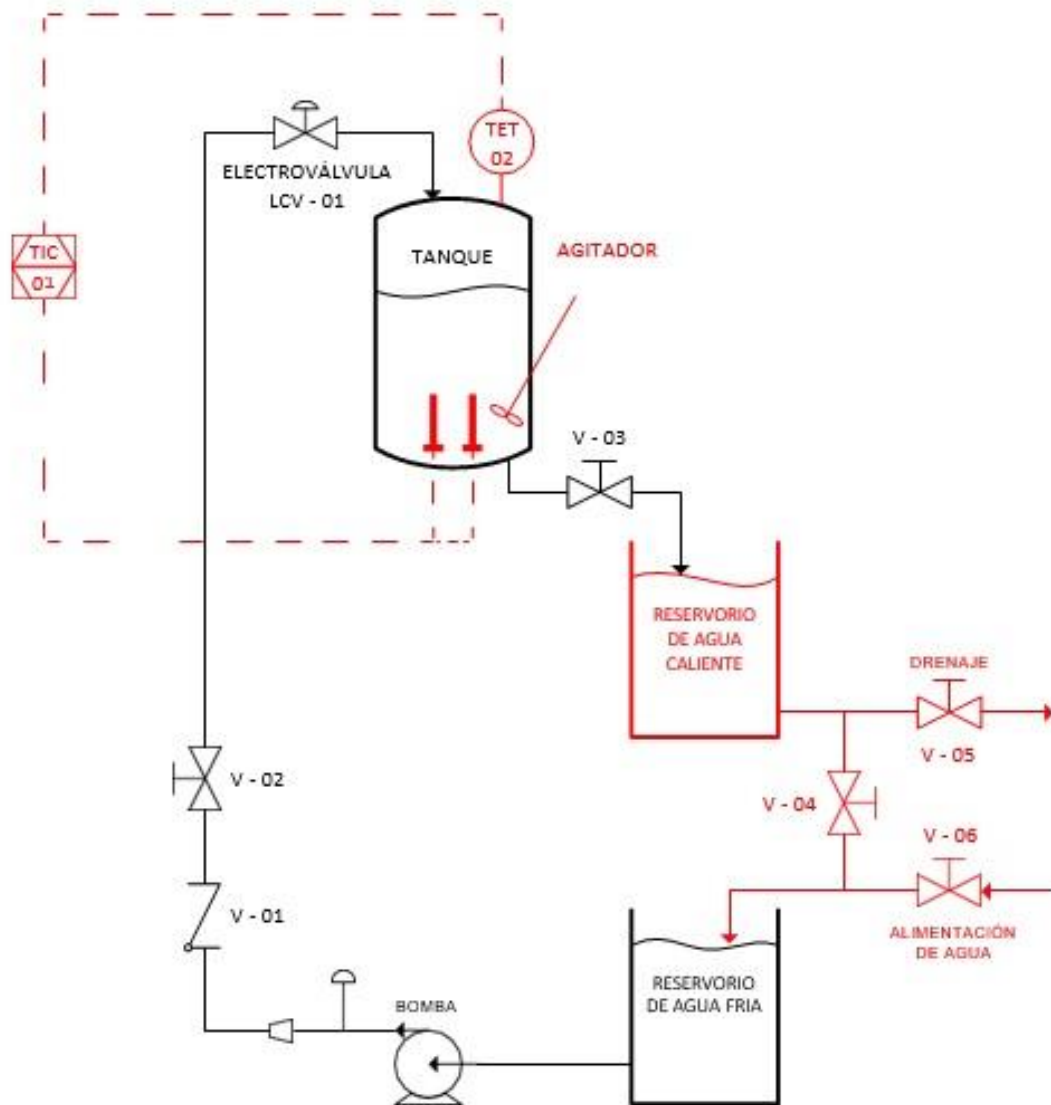 TET
02
ELECTROVÁLVULA
LCV - 01
TIC
01
TANQUE
AGITADOR
V - 03
RESERVORIO
DE AGUA
CALIENTE
DRENAJE
V - 05
V - 02
V - 04
V - 06
V - 01
ALIMENTACIÓN
DE AGUA
RESERVORIO
DE AGUA FRIA
BOMBA